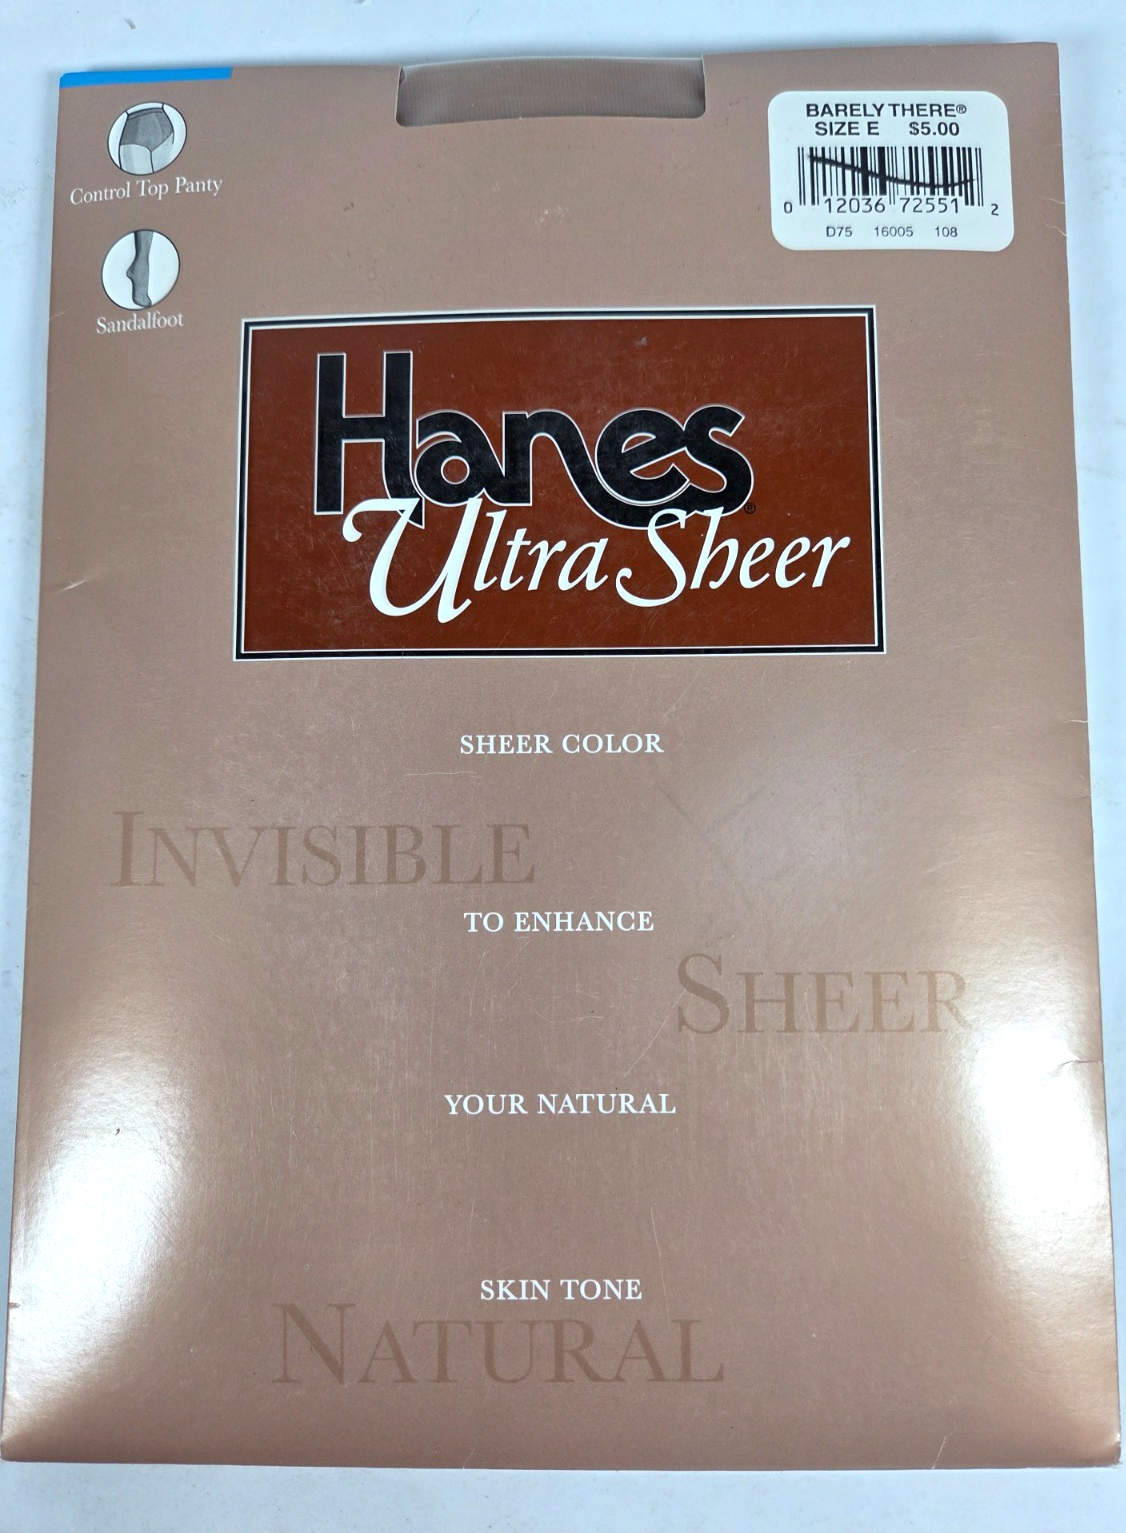 BARELY THERE®
SIZE E $5.00
0 12036 72551 2
D75 16005 108
Control Top Panty
Sandalfoot
Hanes®
Ultra Sheer
SHEER COLOR
INVISIBLE
TO ENHANCE
SHEER
YOUR NATURAL
SKIN TONE
NATURAL